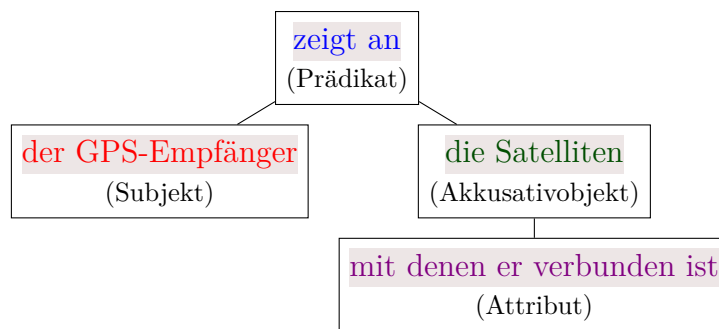 zeigt an
(Prädikat)
der GPS-Empfänger
(Subjekt)
die Satelliten
(Akkusativobjekt)
mit denen er verbunden ist
(Attribut)